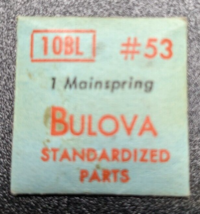 10BL #53
1 Mainspring
BULOVA
STANDARDIZED
PARTS